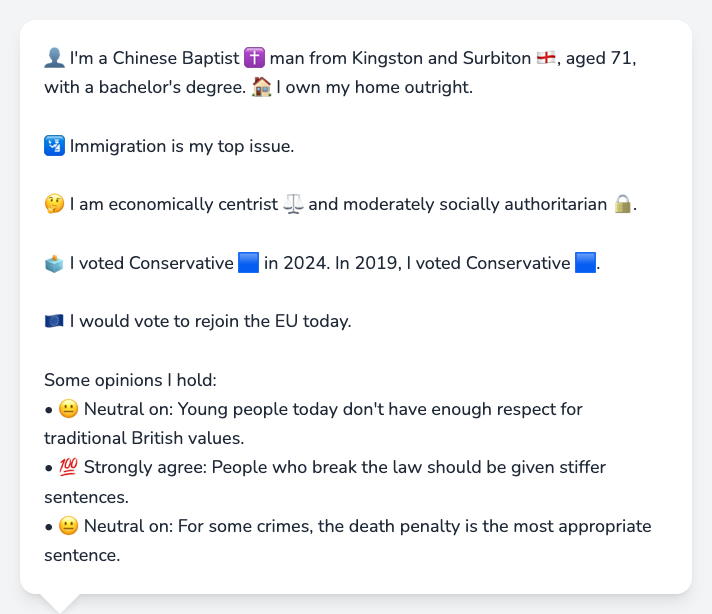 👤 I'm a Chinese Baptist ✝️ man from Kingston and Surbiton 🏴󠁧󠁢󠁥󠁮󠁧󠁿, aged 71,
with a bachelor's degree. 🏠 I own my home outright.
🛂 Immigration is my top issue.
🤔 I am economically centrist ⚖️ and moderately socially authoritarian 🔒.
🗳️ I voted Conservative 🟦 in 2024. In 2019, I voted Conservative 🟦.
🇪🇺 I would vote to rejoin the EU today.
Some opinions I hold:
• 😐 Neutral on: Young people today don't have enough respect for
traditional British values.
• 💯 Strongly agree: People who break the law should be given stiffer
sentences.
• 😐 Neutral on: For some crimes, the death penalty is the most appropriate
sentence.